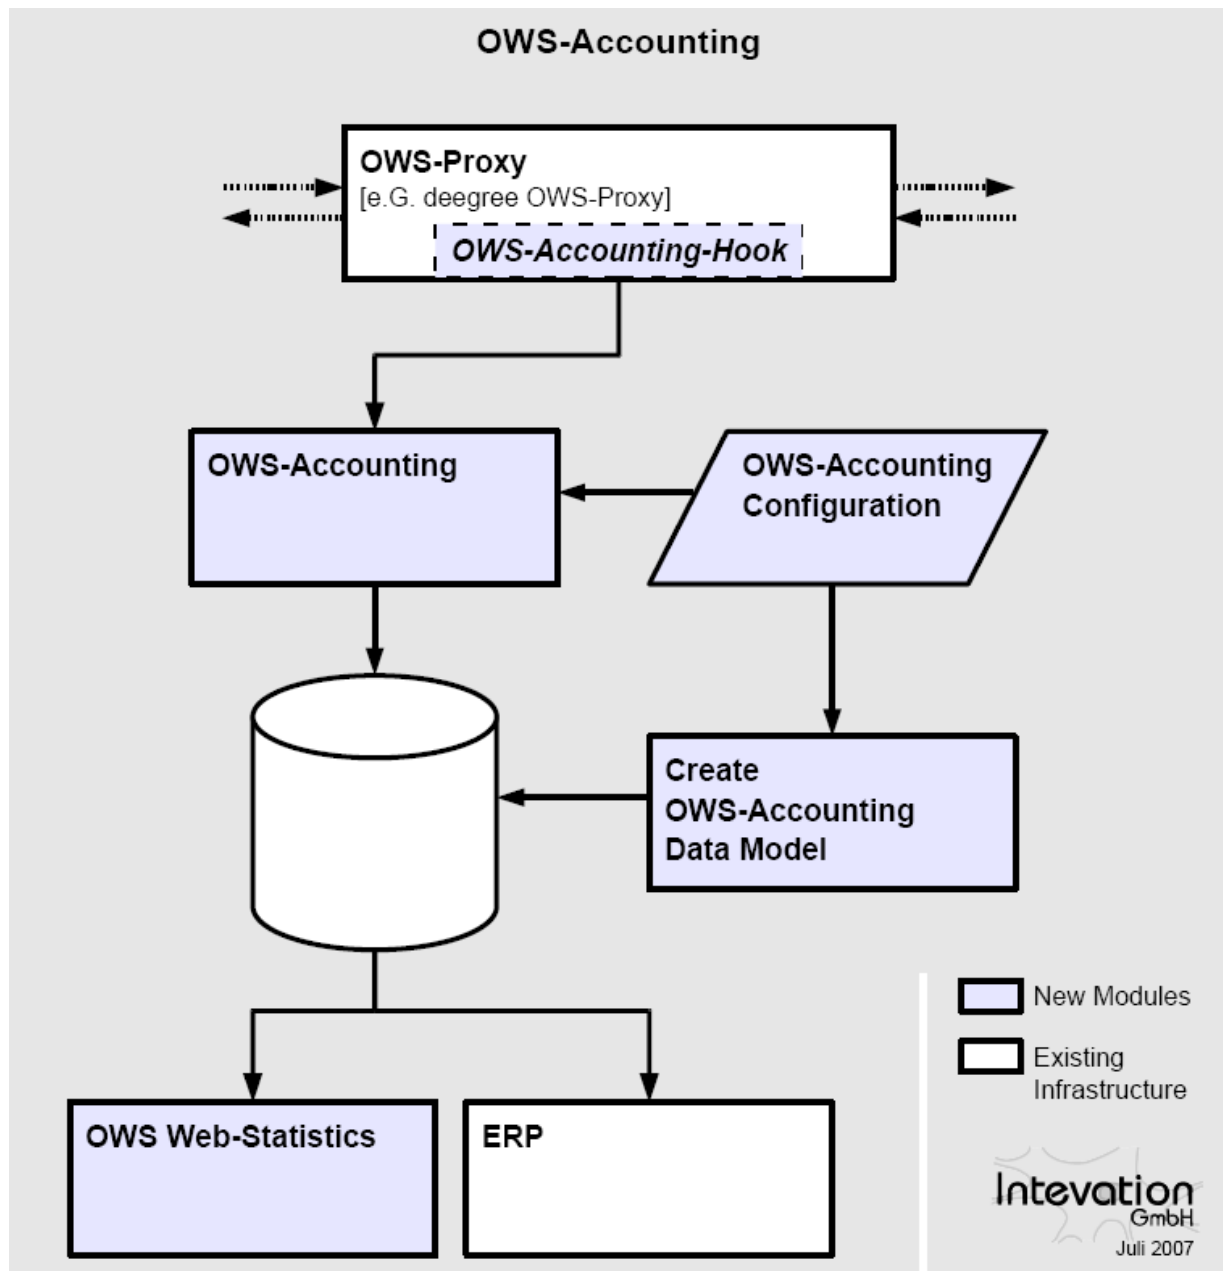 OWS-Accounting
OWS-Proxy
[e.G. deegree OWS-Proxy]
OWS-Accounting-Hook
OWS-Accounting
OWS-Accounting
Configuration
Create
OWS-Accounting
Data Model
New Modules
Existing
Infrastructure
OWS Web-Statistics
ERP
Intevation
GmbH
Juli 2007